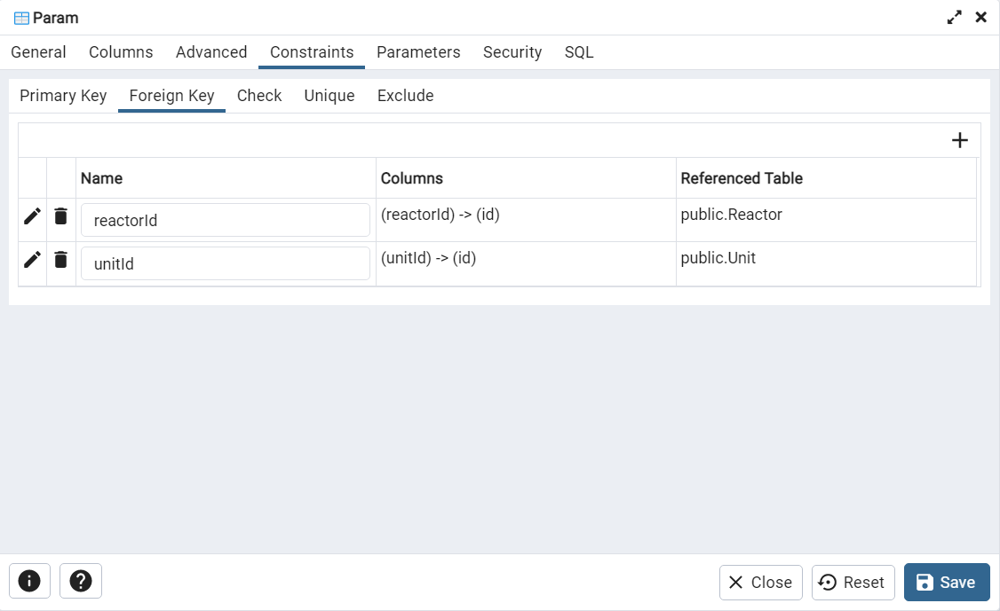 Param
General Columns Advanced Constraints Parameters Security SQL
Primary Key Foreign Key Check Unique Exclude
Name Columns Referenced Table
reactorId (reactorId) -> (id) public.Reactor
unitId (unitId) -> (id) public.Unit
Close Reset Save